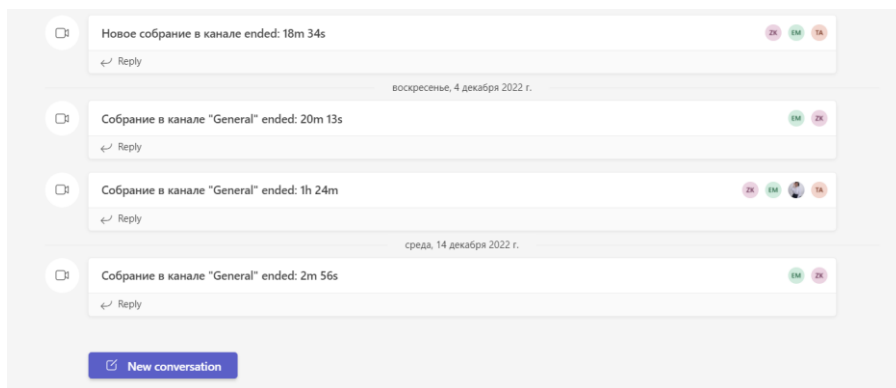 Новое собрание в канале ended: 18m 34s ZK EM TA
Reply
воскресенье, 4 декабря 2022 г.
Собрание в канале "General" ended: 20m 13s EM ZK
Reply
Собрание в канале "General" ended: 1h 24m ZK EM TA
Reply
среда, 14 декабря 2022 г.
Собрание в канале "General" ended: 2m 56s EM ZK
Reply
New conversation